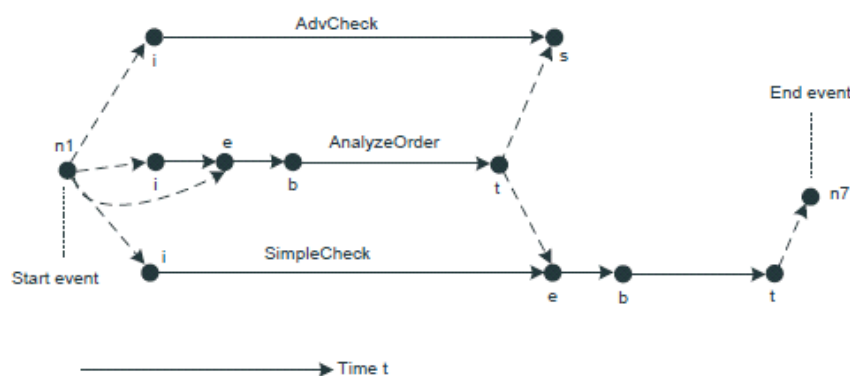 AdvCheck
i
s
End event
n1
e
AnalyzeOrder
i
b
t
n7
i
SimpleCheck
Start event
e
b
t
Time t